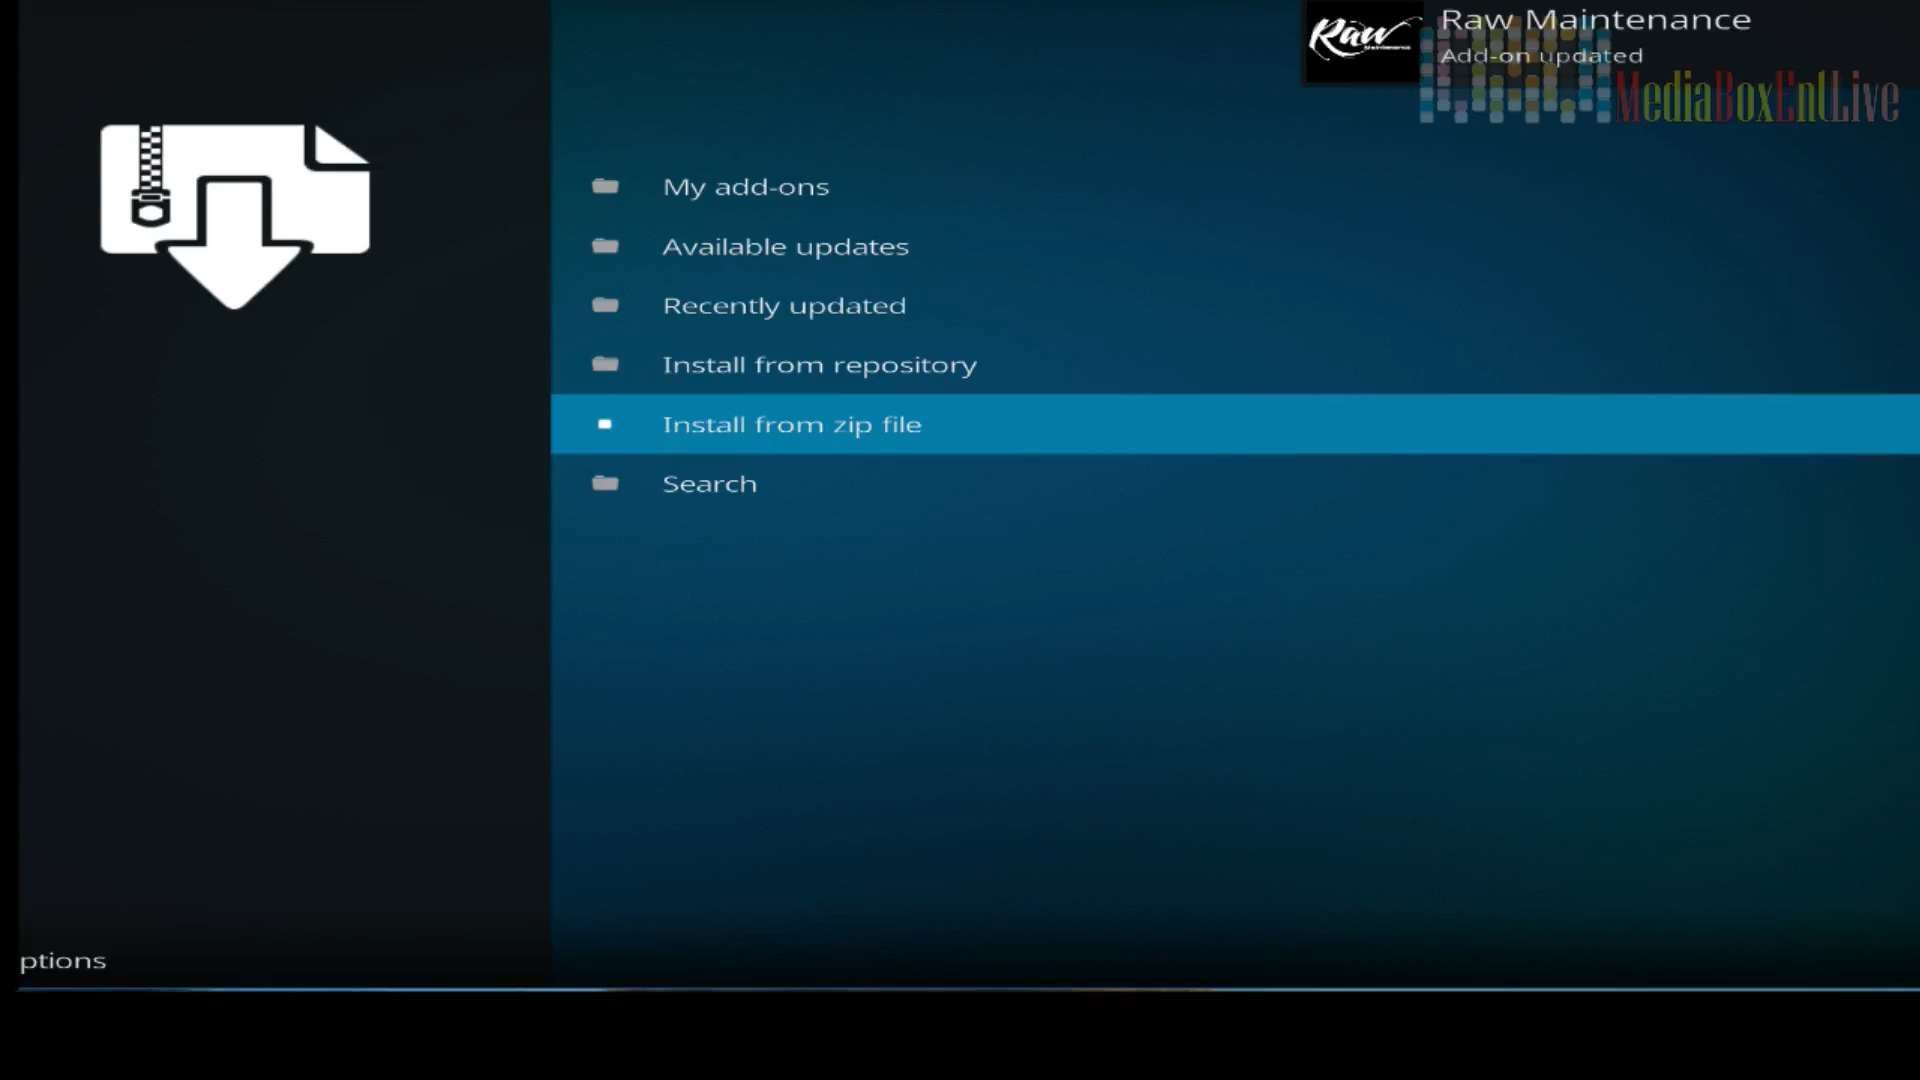 Raw Maintenance
Add-on updated
Raw
MediaBoxEntLive
My add-ons
Available updates
Recently updated
Install from repository
Install from zip file
Search
ptions